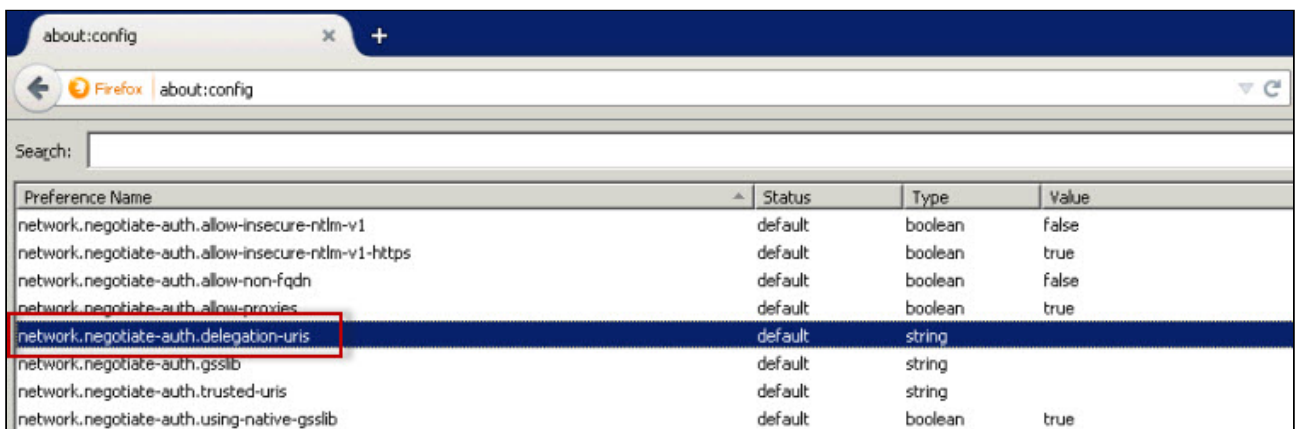 about:config
Firefox about:config
Search:
Preference Name Status Type Value
network.negotiate-auth.allow-insecure-ntlm-v1 default boolean false
network.negotiate-auth.allow-insecure-ntlm-v1-https default boolean true
network.negotiate-auth.allow-non-fqdn default boolean false
network.negotiate-auth.allow-proxies default boolean true
network.negotiate-auth.delegation-uris default string
network.negotiate-auth.gsslib default string
network.negotiate-auth.trusted-uris default string
network.negotiate-auth.using-native-gsslib default boolean true